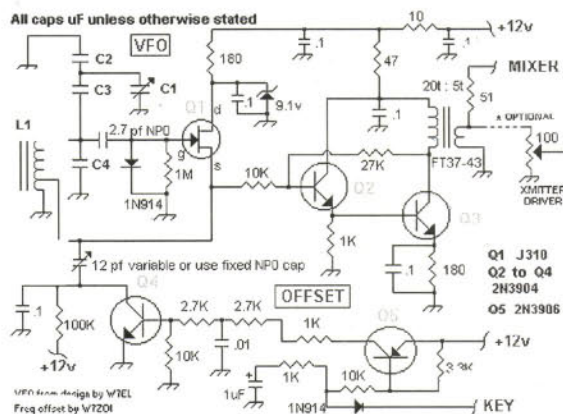 All caps uF unless otherwise stated
VFO
10
+12v
.1
.1
180
47
MIXER
C2
C3
C1
Q1
d
.1
9.1v
.1
20t : 5t
51
± OPTIONAL
L1
2.7 pf NP0
C4
g
s
1M
1N914
10K
27K
Q2
FT37-43
100
XMITTER
DRIVER
Q3
1K
12 pf variable or use fixed NP0 cap
.1
180
Q1 J310
Q2 to Q4
2N3904
Q5 2N3906
Q4
OFFSET
.1
100K
+12v
2.7K
2.7K
10K
.01
1K
Q5
+12v
1uF
+
1K
10K
3.3K
1N914
KEY
VFO from design by W7EL
Freq offset by W7ZOI